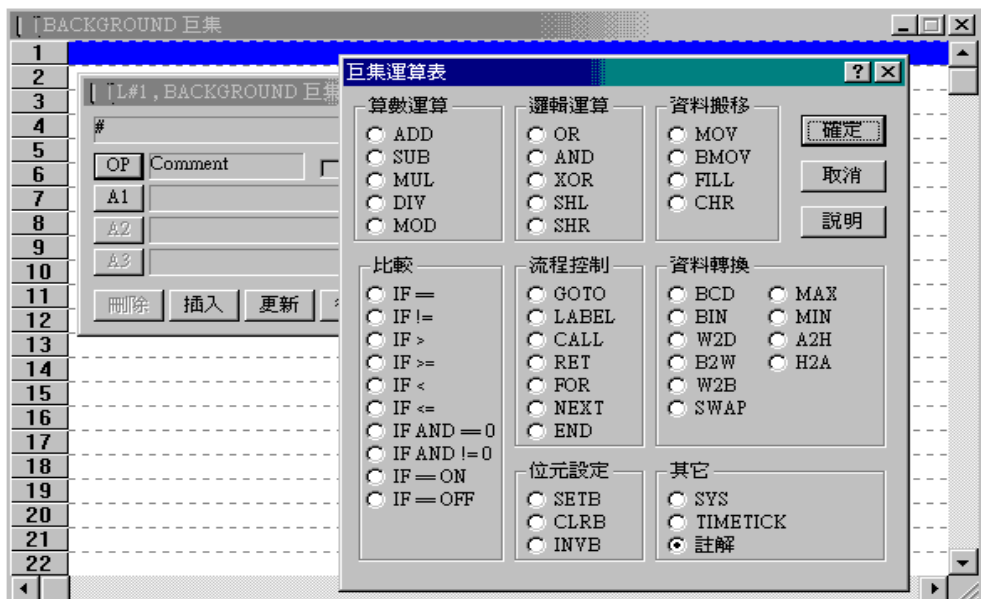 BACKGROUND 巨集
1
2
3
4
5
6
7
8
9
10
11
12
13
14
15
16
17
18
19
20
21
22
L#1,BACKGROUND 巨集
#
OP Comment
A1
A2
A3
刪除 插入 更新
巨集運算表
算數運算
ADD
SUB
MUL
DIV
MOD
邏輯運算
OR
AND
XOR
SHL
SHR
資料搬移
MOV
BMOV
FILL
CHR
確定
取消
說明
比較
IF ==
IF !=
IF >
IF >=
IF <
IF <=
IF AND == 0
IF AND != 0
IF == ON
IF == OFF
流程控制
GOTO
LABEL
CALL
RET
FOR
NEXT
END
資料轉換
BCD
BIN
W2D
B2W
W2B
SWAP
MAX
MIN
A2H
H2A
位元設定
SETB
CLRB
INVB
其它
SYS
TIMETICK
註解